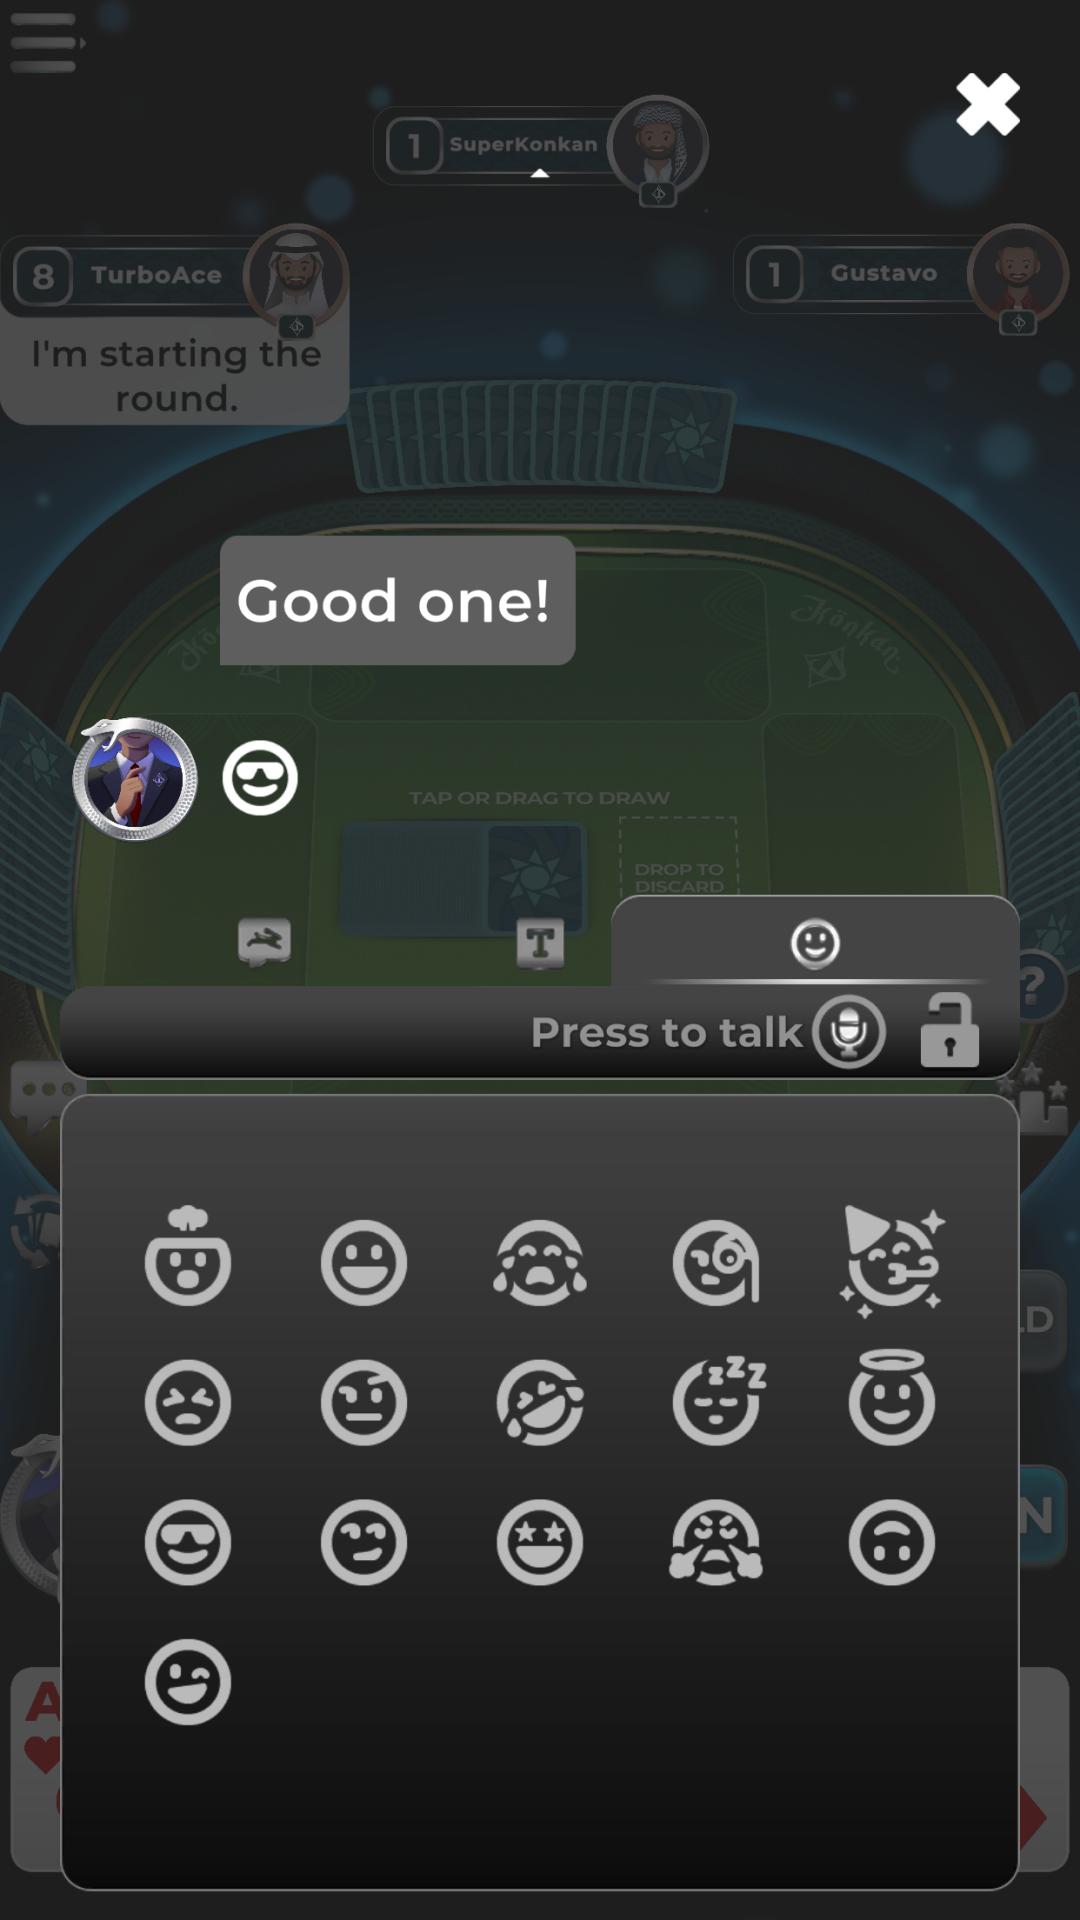 1
SuperKonkan
8
TurboAce
1
Gustavo
I'm starting the
round.
Good one!
Könkan
TAP OR DRAG TO DRAW
DROP TO
DISCARD
T
?
Press to talk
zzz
A